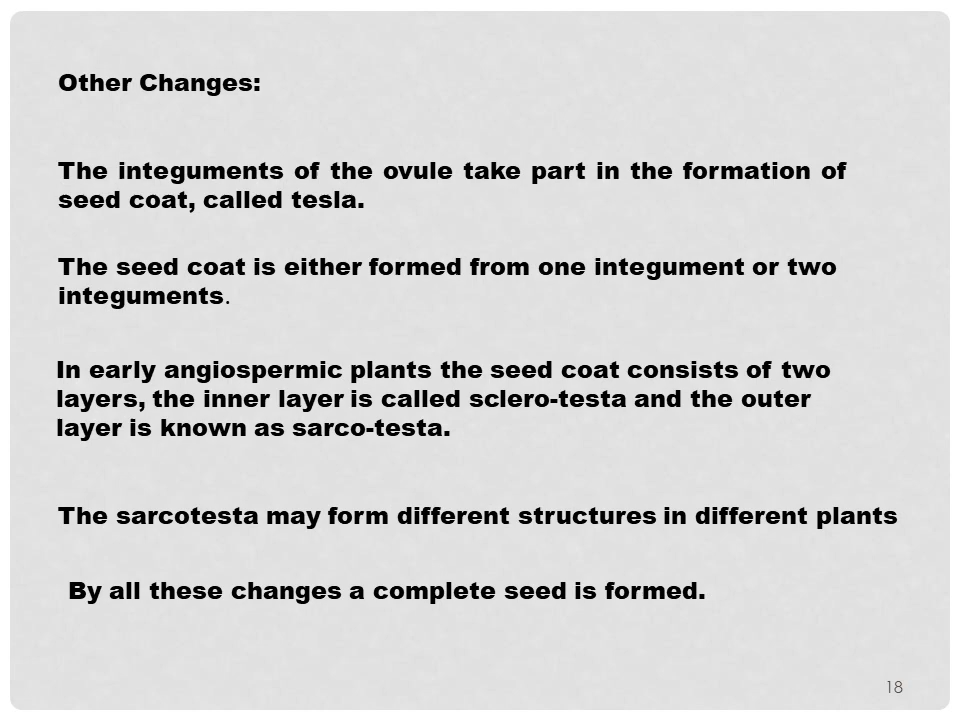 Other Changes:
The integuments of the ovule take part in the formation of
seed coat, called tesla.
The seed coat is either formed from one integument or two
integuments.
In early angiospermic plants the seed coat consists of two
layers, the inner layer is called sclero-testa and the outer
layer is known as sarco-testa.
The sarcotesta may form different structures in different plants
By all these changes a complete seed is formed.
18